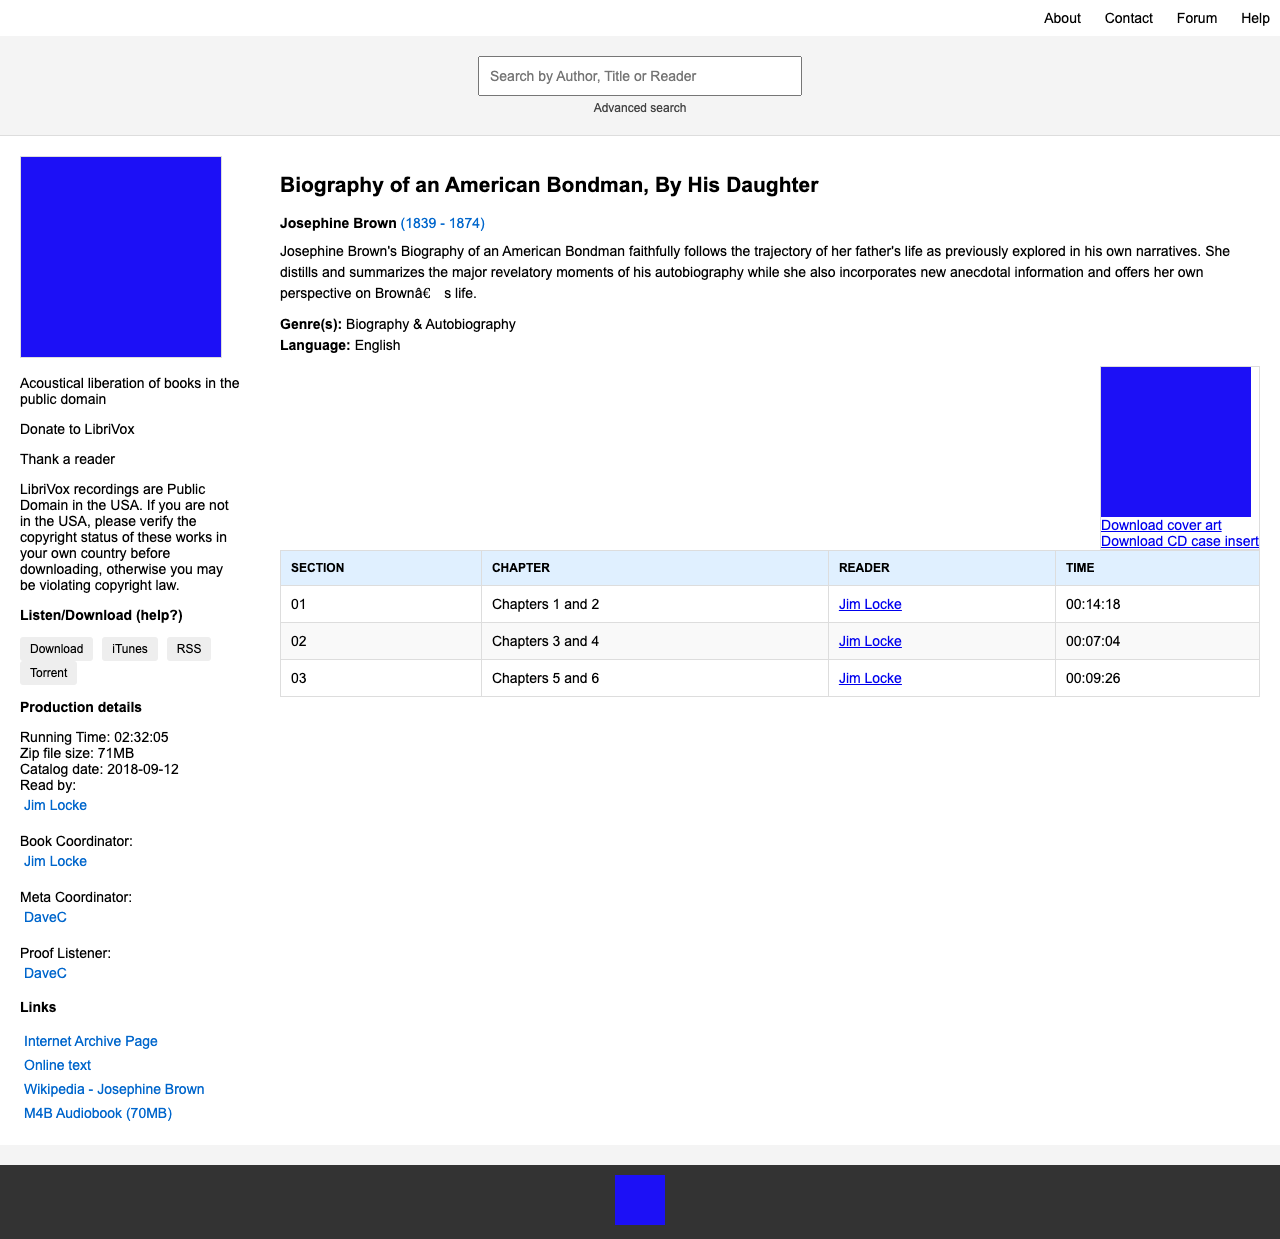 About Contact Forum Help
Search by Author, Title or Reader
Advanced search
Acoustical liberation of books in the
public domain
Donate to LibriVox
Thank a reader
LibriVox recordings are Public
Domain in the USA. If you are not
in the USA, please verify the
copyright status of these works in
your own country before
downloading, otherwise you may
be violating copyright law.
Listen/Download (help?)
Download iTunes RSS
Torrent
Production details
Running Time: 02:32:05
Zip file size: 71MB
Catalog date: 2018-09-12
Read by:
Jim Locke
Book Coordinator:
Jim Locke
Meta Coordinator:
DaveC
Proof Listener:
DaveC
Links
Internet Archive Page
Online text
Wikipedia - Josephine Brown
M4B Audiobook (70MB)
Biography of an American Bondman, By His Daughter
Josephine Brown (1839 - 1874)
Josephine Brown's Biography of an American Bondman faithfully follows the trajectory of her father's life as previously explored in his own narratives. She
distills and summarizes the major revelatory moments of his autobiography while she also incorporates new anecdotal information and offers her own
perspective on Brownâ€ s life.
Genre(s): Biography & Autobiography
Language: English
Download cover art
Download CD case insert
SECTION CHAPTER READER TIME
01 Chapters 1 and 2 Jim Locke 00:14:18
02 Chapters 3 and 4 Jim Locke 00:07:04
03 Chapters 5 and 6 Jim Locke 00:09:26